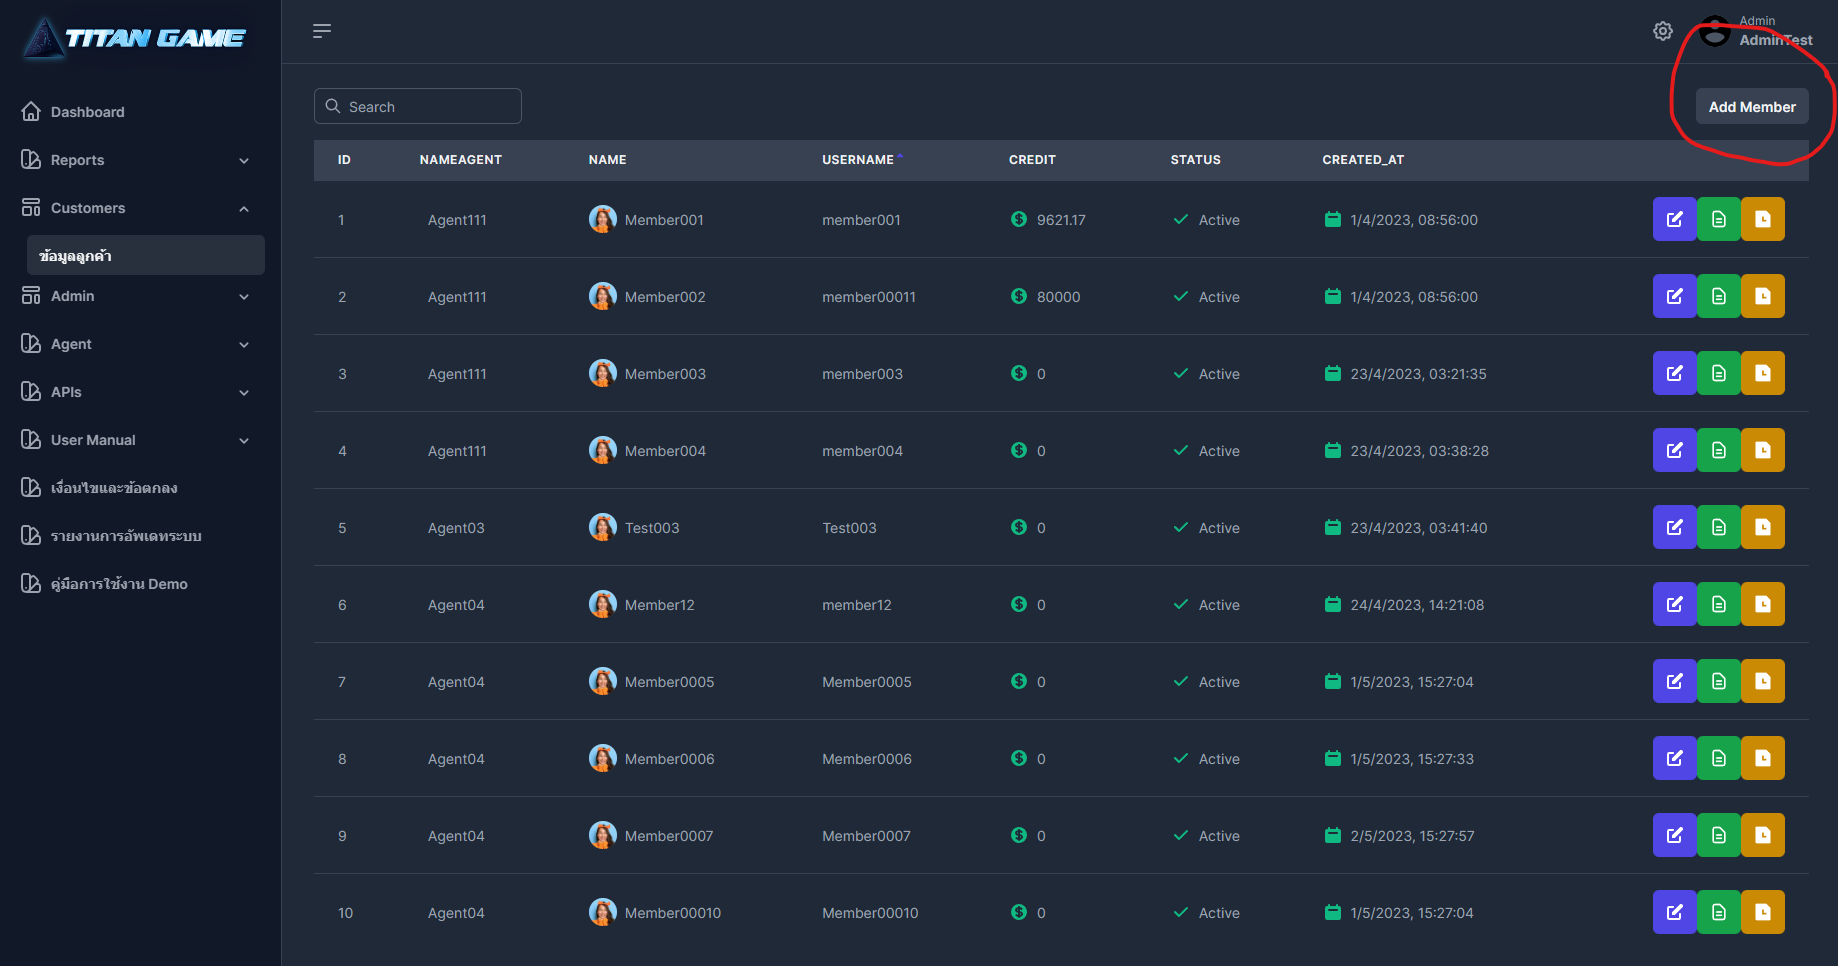 TITAN GAME
Admin
AdminTest
Dashboard
Reports
Customers
ข้อมูลลูกค้า
Admin
Agent
APIs
User Manual
เงื่อนไขและข้อตกลง
รายงานการอัพเดทระบบ
คู่มือการใช้งาน Demo
Search
Add Member
ID NAMEAGENT NAME USERNAME CREDIT STATUS CREATED_AT
1 Agent111 Member001 member001 9621.17 Active 1/4/2023, 08:56:00
2 Agent111 Member002 member00011 80000 Active 1/4/2023, 08:56:00
3 Agent111 Member003 member003 0 Active 23/4/2023, 03:21:35
4 Agent111 Member004 member004 0 Active 23/4/2023, 03:38:28
5 Agent03 Test003 Test003 0 Active 23/4/2023, 03:41:40
6 Agent04 Member12 member12 0 Active 24/4/2023, 14:21:08
7 Agent04 Member0005 Member0005 0 Active 1/5/2023, 15:27:04
8 Agent04 Member0006 Member0006 0 Active 1/5/2023, 15:27:33
9 Agent04 Member0007 Member0007 0 Active 2/5/2023, 15:27:57
10 Agent04 Member00010 Member00010 0 Active 1/5/2023, 15:27:04